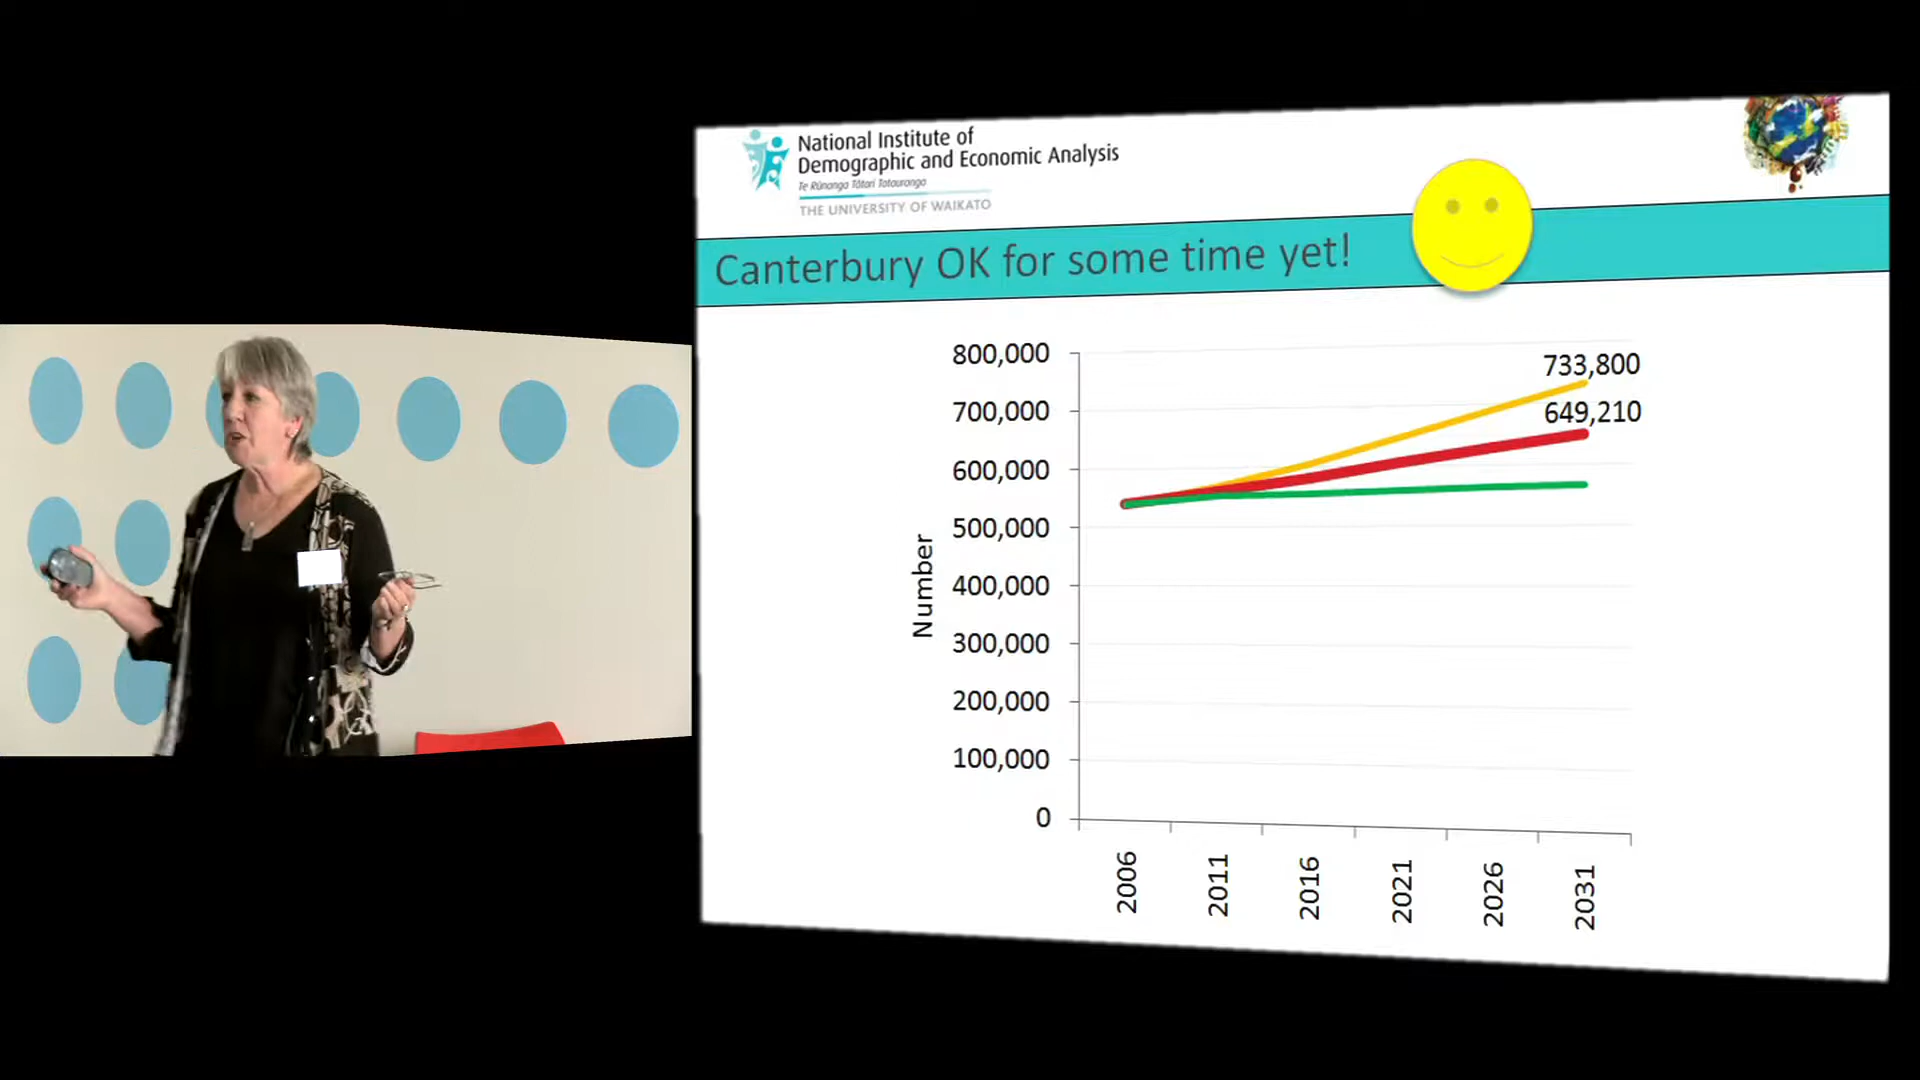 National Institute of
Demographic and Economic Analysis
Te Rūnanga Tātari Tatauranga
THE UNIVERSITY OF WAIKATO
Canterbury OK for some time yet!
800,000
700,000
600,000
500,000
400,000
300,000
200,000
100,000
0
Number
733,800
649,210
2006
2011
2016
2021
2026
2031